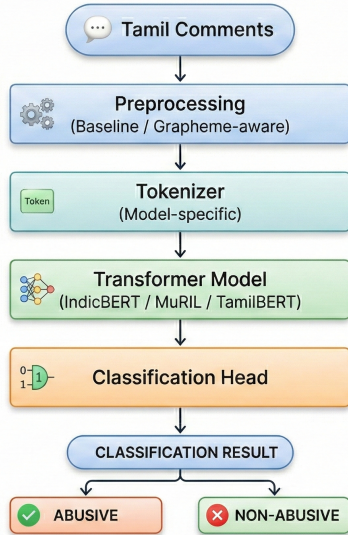 Tamil Comments
Preprocessing
(Baseline / Grapheme-aware)
Token
Tokenizer
(Model-specific)
Transformer Model
(IndicBERT / MuRIL / TamilBERT)
0
1
1
Classification Head
CLASSIFICATION RESULT
ABUSIVE
NON-ABUSIVE